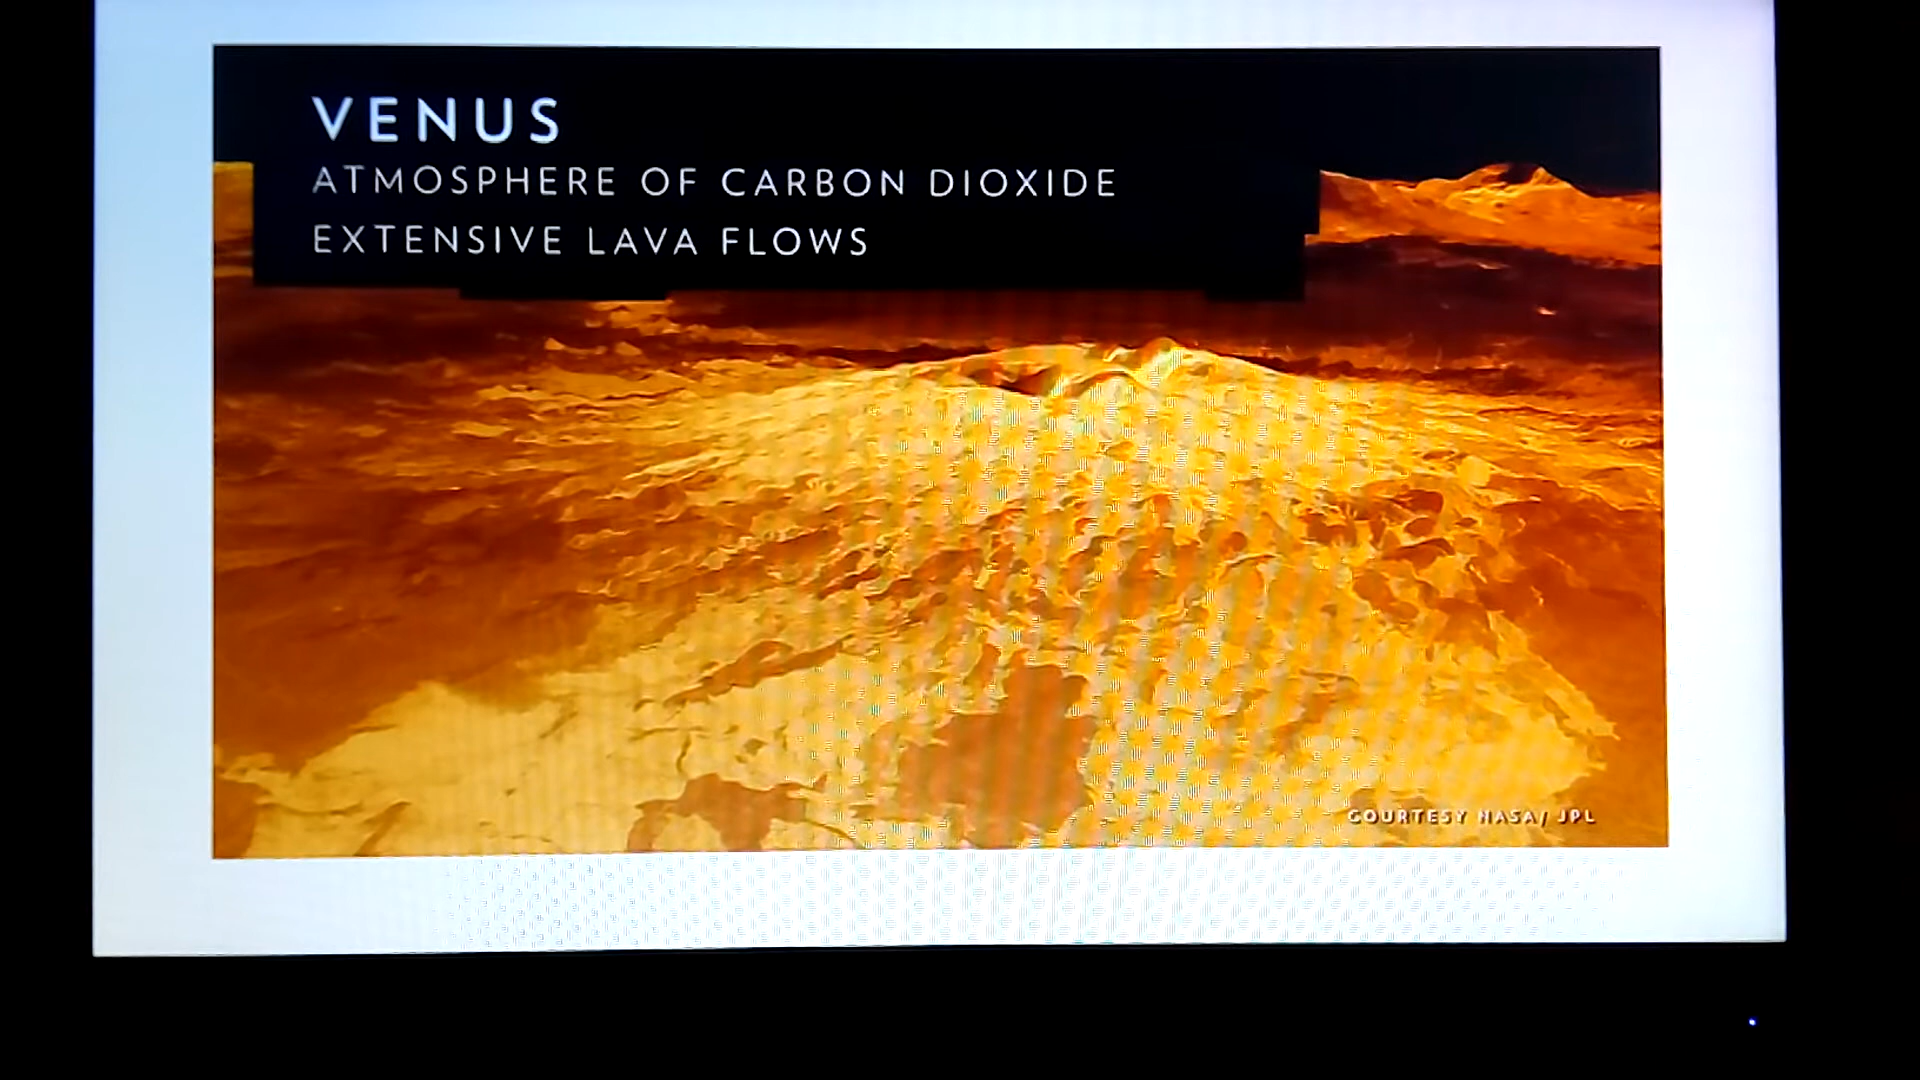 VENUS
ATMOSPHERE OF CARBON DIOXIDE
EXTENSIVE LAVA FLOWS
COURTESY NASA/ JPL